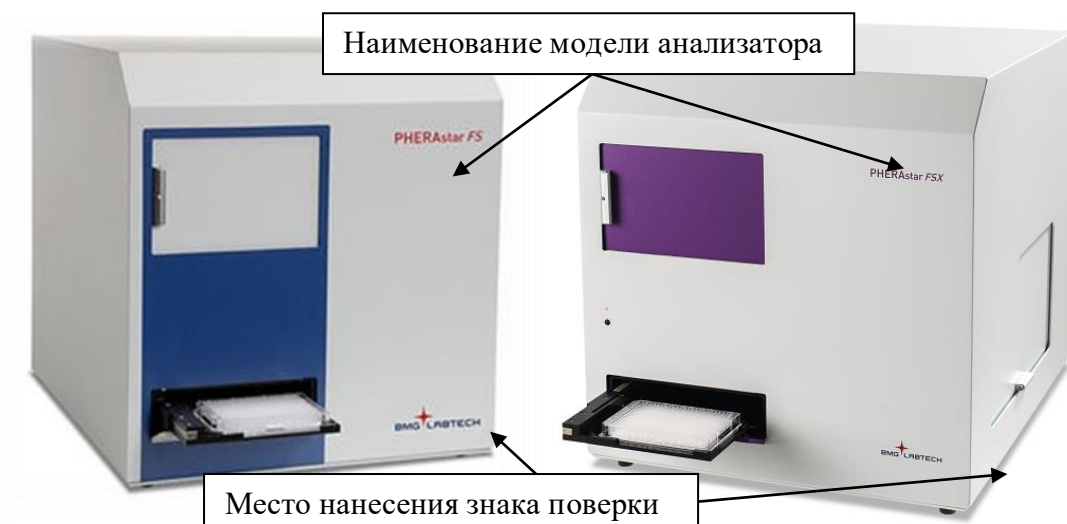 Наименование модели анализатора
PHERAstar FS
PHERAstar FSX
BMG LABTECH
BMG LABTECH
Место нанесения знака поверки